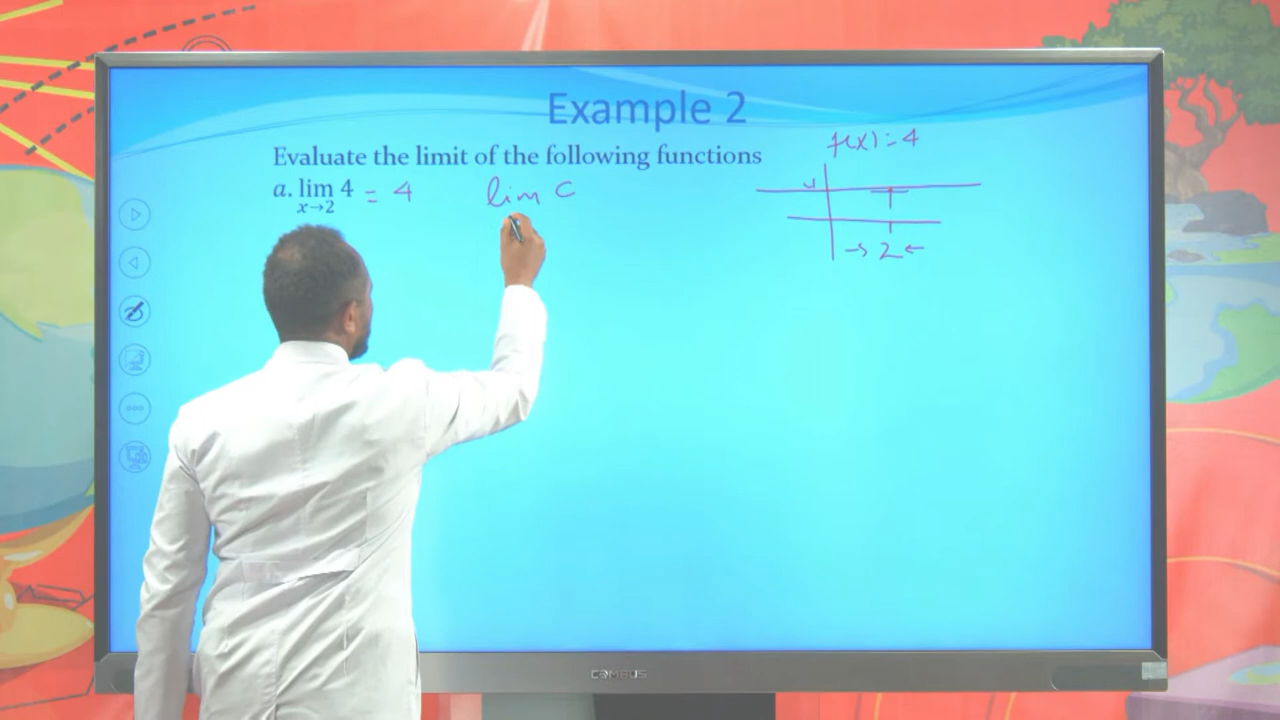 Example 2
f(x) = 4
Evaluate the limit of the following functions
a. lim 4 = 4 lim c
x→2
4
→ 2 ←
COMBUS